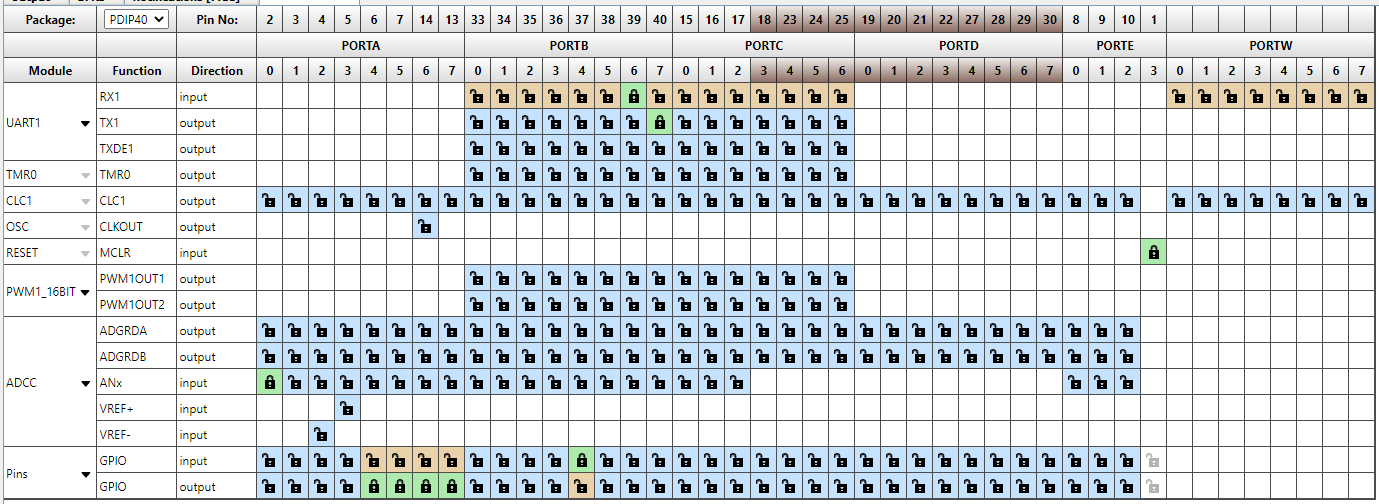 Package: PDIP40 Pin No: 2 3 4 5 6 7 14 13 33 34 35 36 37 38 39 40 15 16 17 18 23 24 25 19 20 21 22 27 28 29 30 8 9 10 1
PORTA PORTB PORTC PORTD PORTE PORTW
Module Function Direction 0 1 2 3 4 5 6 7 0 1 2 3 4 5 6 7 0 1 2 3 4 5 6 0 1 2 3 4 5 6 7 0 1 2 3 0 1 2 3 4 5 6 7
RX1 input
UART1 TX1 output
TXDE1 output
TMR0 TMR0 output
CLC1 CLC1 output
OSC CLKOUT output
RESET MCLR input
PWM1_16BIT PWM1OUT1 output
PWM1OUT2 output
ADGRDA output
ADGRDB output
ADCC ANx input
VREF+ input
VREF- input
Pins GPIO input
GPIO output